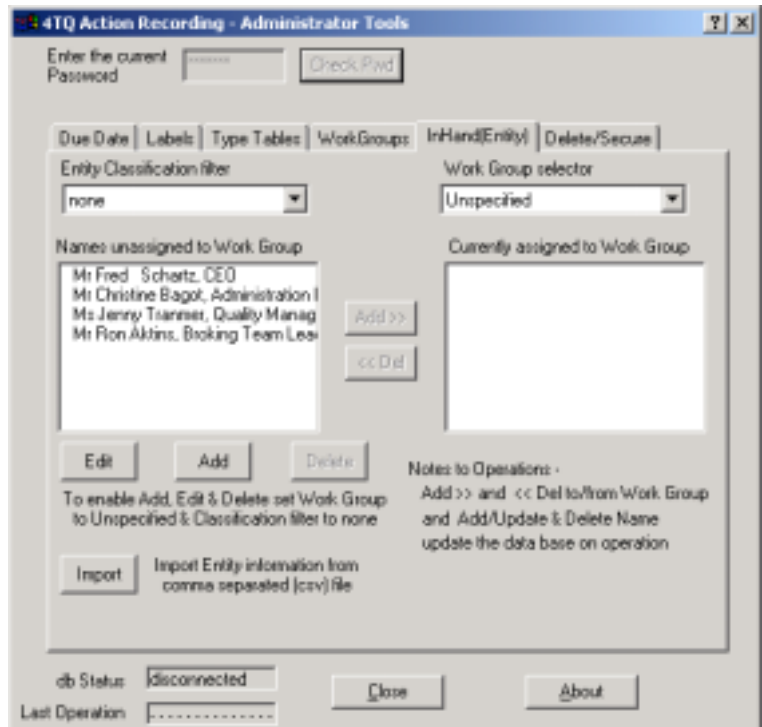 4TQ Action Recording - Administrator Tools
Enter the current
Password
Check Pwd
Due Date Labels Type Tables WorkGroups InHand(Entity) Delete/Secure
Entity Classification filter
none
Work Group selector
Unspecified
Names unassigned to Work Group
Mr Fred Schartz, CEO
Mr Christine Bagot, Administration
Ms Jenny Tranmer, Quality Manag
Mr Ron Aktins, Broking Team Lea
Add >>
<< Del
Currently assigned to Work Group
Edit Add Delete
To enable Add, Edit & Delete set Work Group
to Unspecified & Classification filter to none
Notes to Operations -
Add >> and << Del to/from Work Group
and Add/Update & Delete Name
update the data base on operation
Import
Import Entity information from
comma separated (csv) file
db Status disconnected
Last Operation ..............
Close About